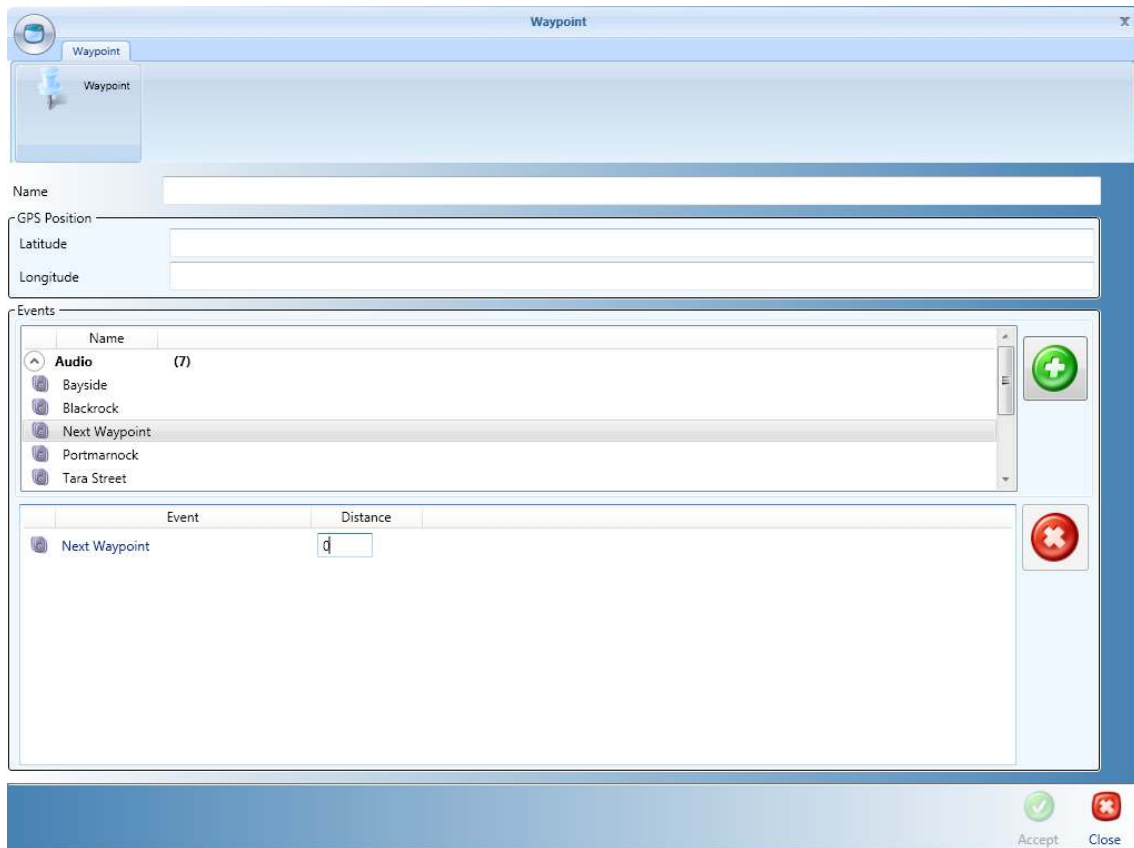 Waypoint
Waypoint
Waypoint
Name
GPS Position
Latitude
Longitude
Events
Name
Audio (7)
Bayside
Blackrock
Next Waypoint
Portmarnock
Tara Street
Event Distance
Next Waypoint 0
Accept Close